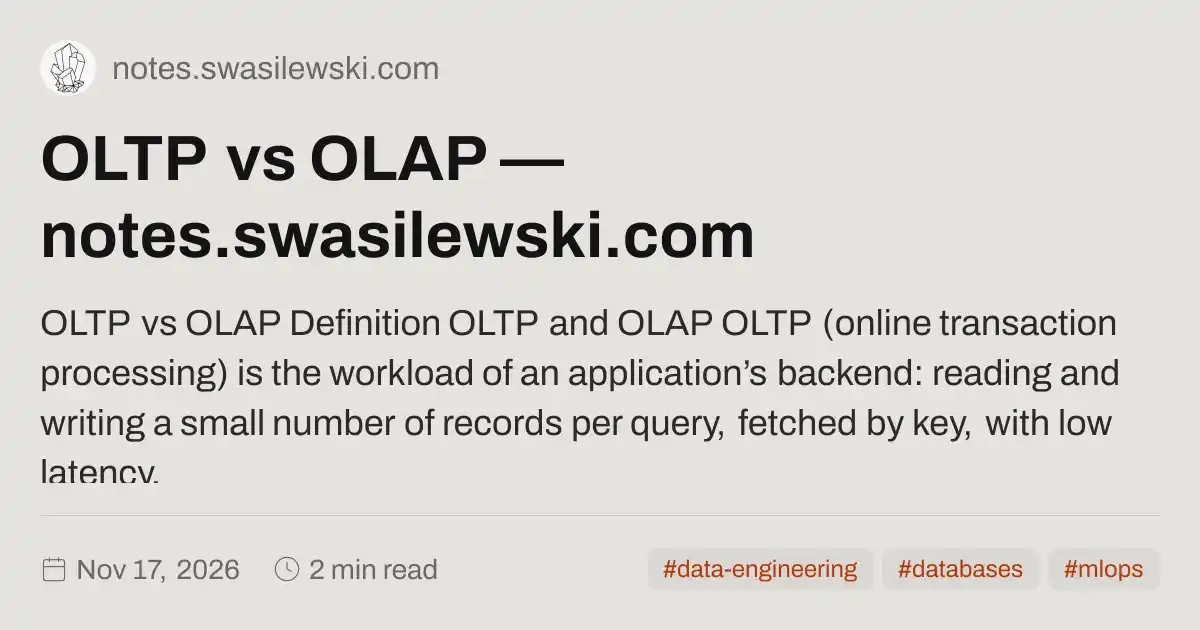 notes.swasilewski.com
OLTP vs OLAP —
notes.swasilewski.com
OLTP vs OLAP Definition OLTP and OLAP OLTP (online transaction
processing) is the workload of an application’s backend: reading and
writing a small number of records per query, fetched by key, with low
latency.
Nov 17, 2026
2 min read
#data-engineering
#databases
#mlops